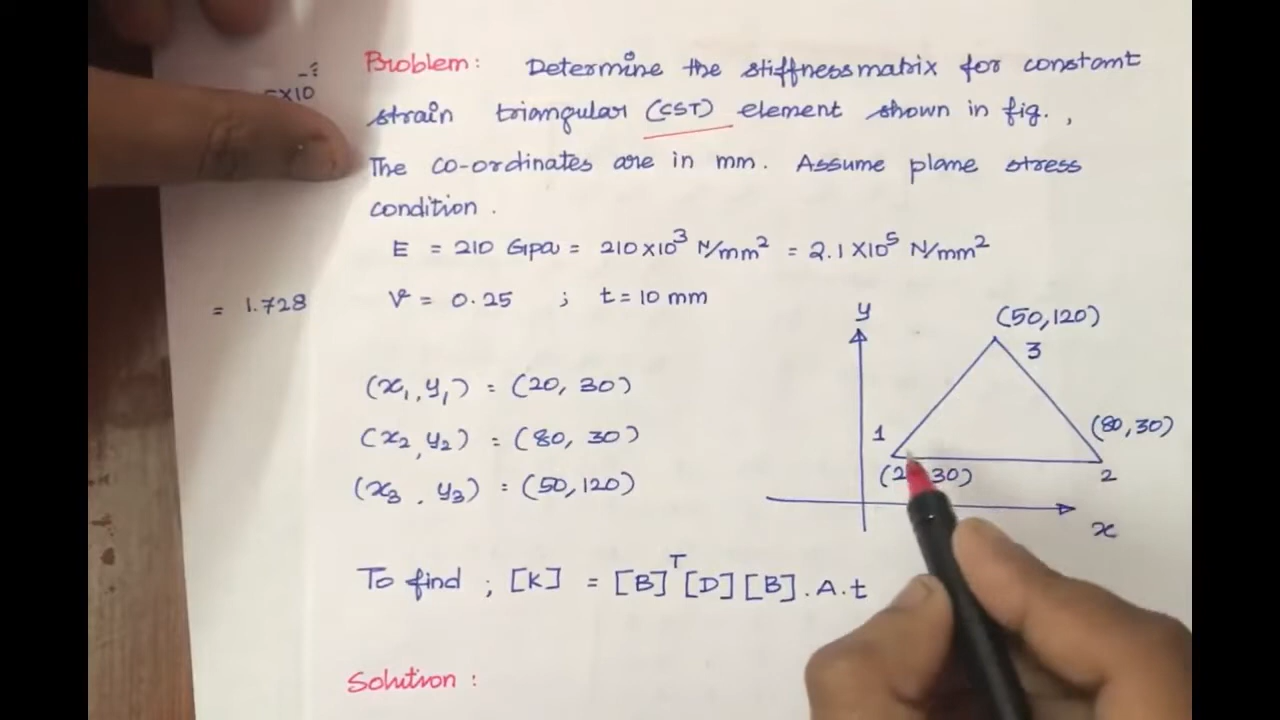 Problem: Determine the stiffness matrix for constant
strain triangular (CST) element shown in fig.,
The co-ordinates are in mm. Assume plane stress
condition.
E = 210 Gpa = 210×10³ N/mm² = 2.1×10⁵ N/mm²
= 1.728
γ = 0.25 ; t = 10 mm
y
(50,120)
3
(x₁,y₁) = (20, 30)
(x₂,y₂) = (80, 30)
(x₃, y₃) = (50,120)
1
(80,30)
2
30)
x
To find ; [K] = [B]ᵀ[D][B].A.t
Solution :